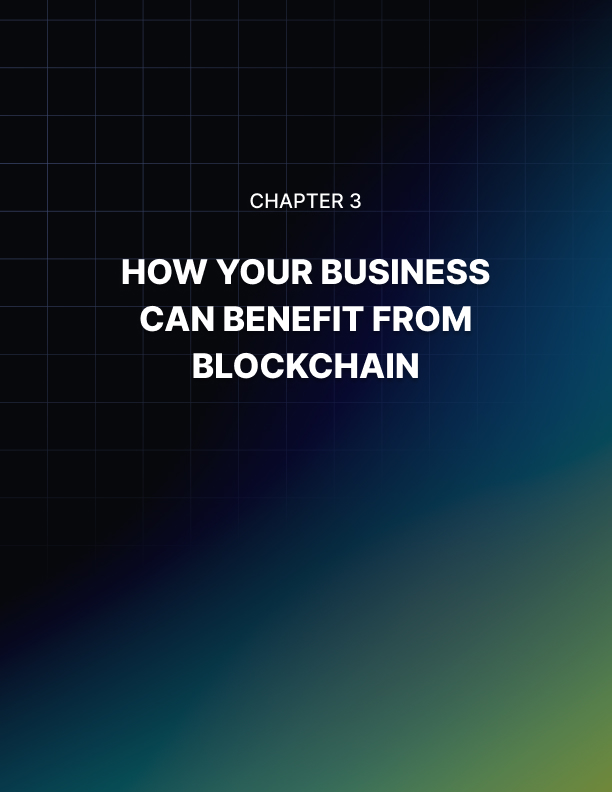 CHAPTER 3
HOW YOUR BUSINESS
CAN BENEFIT FROM
BLOCKCHAIN